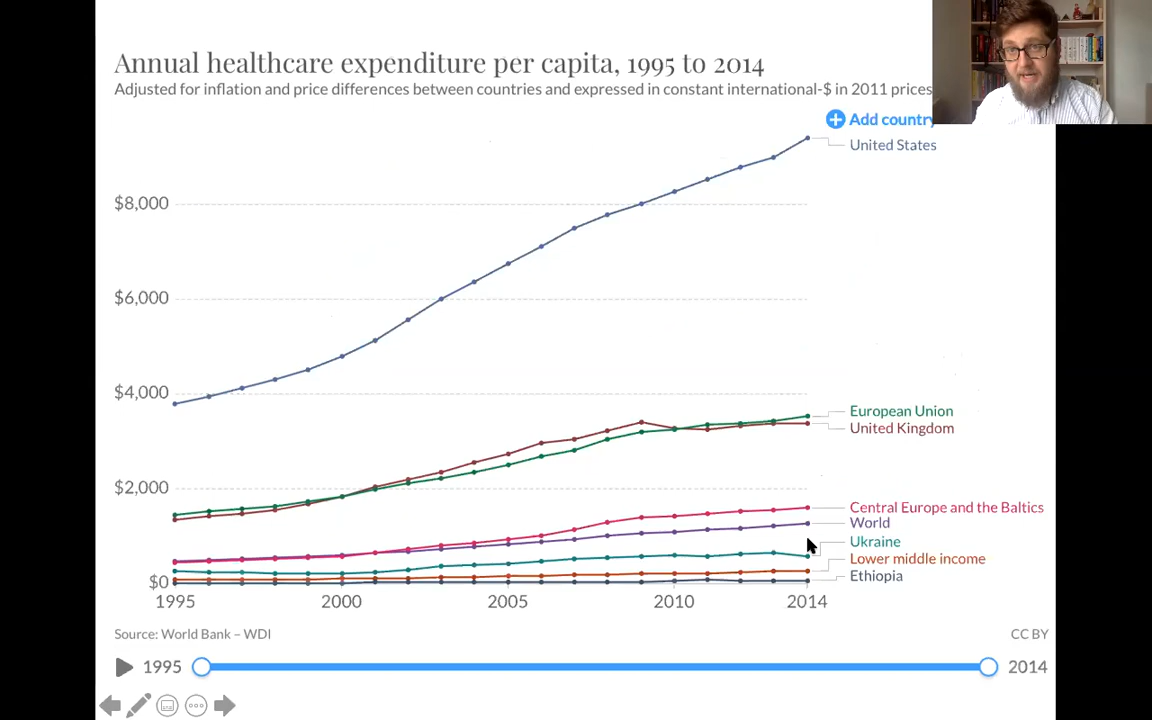 Annual healthcare expenditure per capita, 1995 to 2014
Adjusted for inflation and price differences between countries and expressed in constant international-$ in 2011 prices
Add country
United States
$8,000
$6,000
$4,000
European Union
United Kingdom
$2,000
Central Europe and the Baltics
World
Ukraine
Lower middle income
Ethiopia
$0
1995 2000 2005 2010 2014
Source: World Bank – WDI CC BY
1995 2014